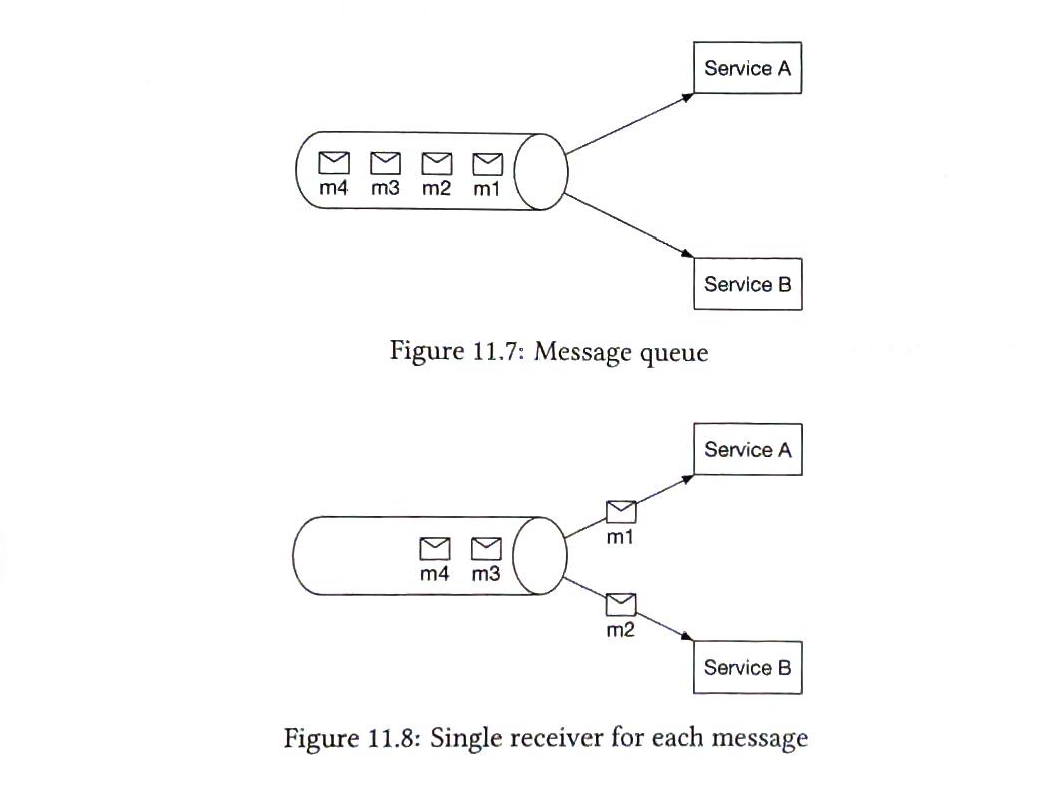 Service A
m4 m3 m2 m1
Service B
Figure 11.7: Message queue
Service A
m1
m4 m3
m2
Service B
Figure 11.8: Single receiver for each message